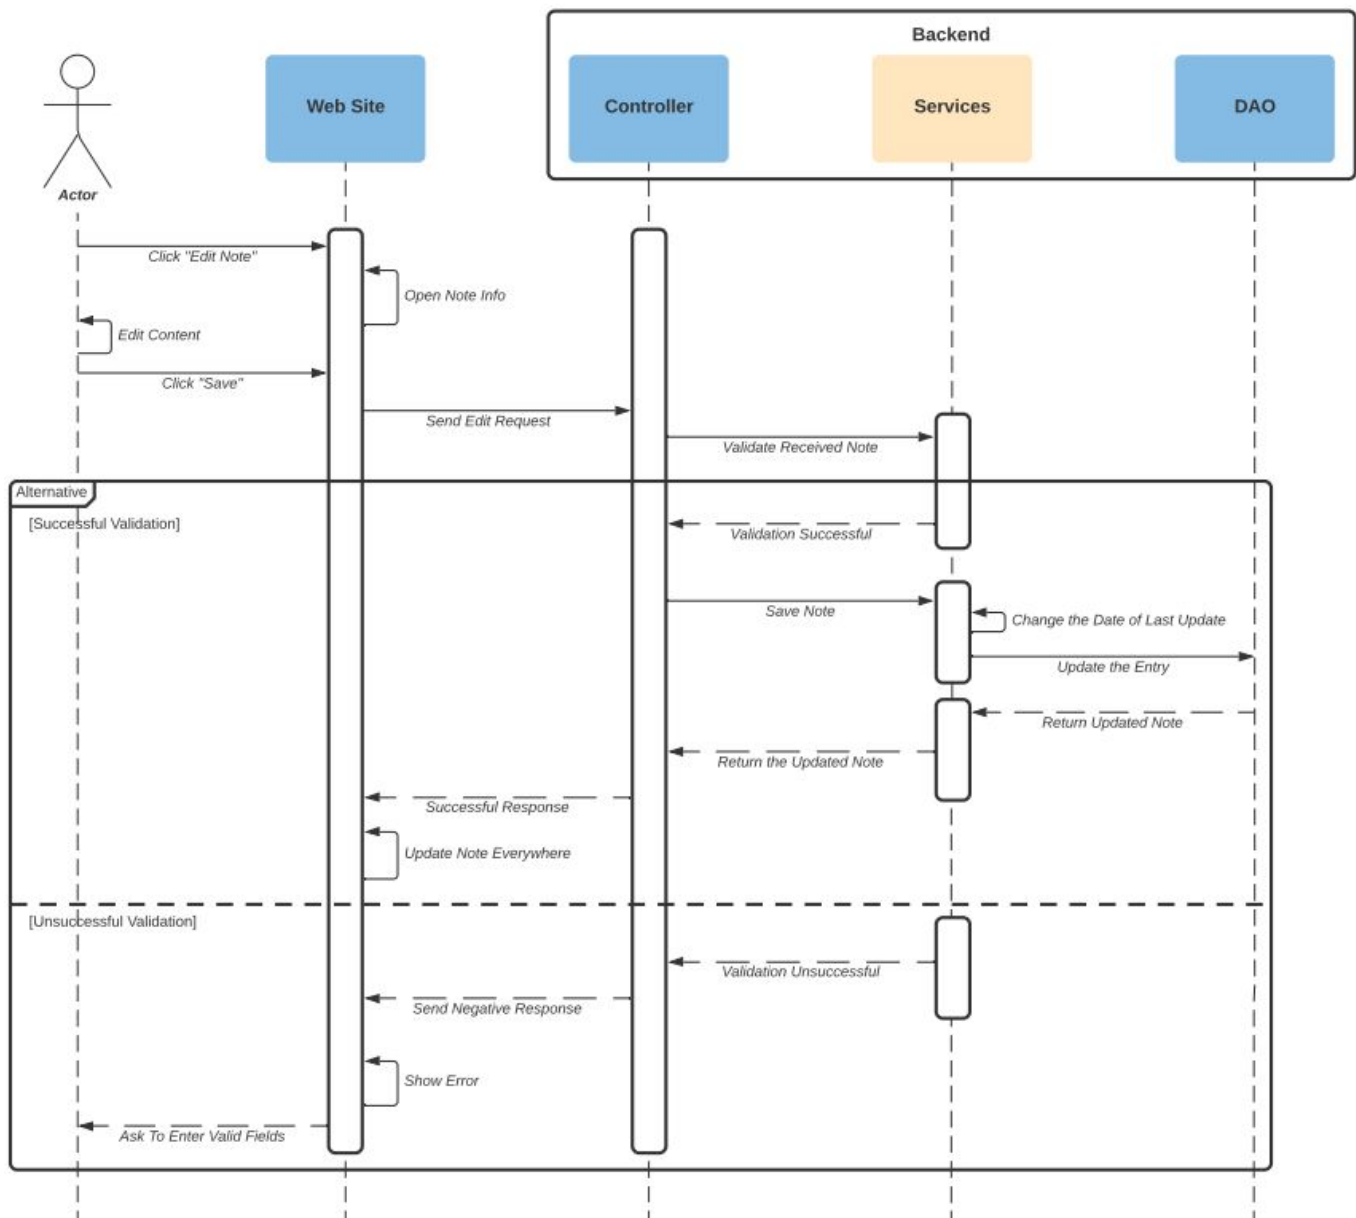 Backend
Web Site
Controller
Services
DAO
Actor
Click "Edit Note"
Open Note Info
Edit Content
Click "Save"
Send Edit Request
Validate Received Note
Alternative
[Successful Validation]
Validation Successful
Save Note
Change the Date of Last Update
Update the Entry
Return Updated Note
Return the Updated Note
Successful Response
Update Note Everywhere
[Unsuccessful Validation]
Validation Unsuccessful
Send Negative Response
Show Error
Ask To Enter Valid Fields